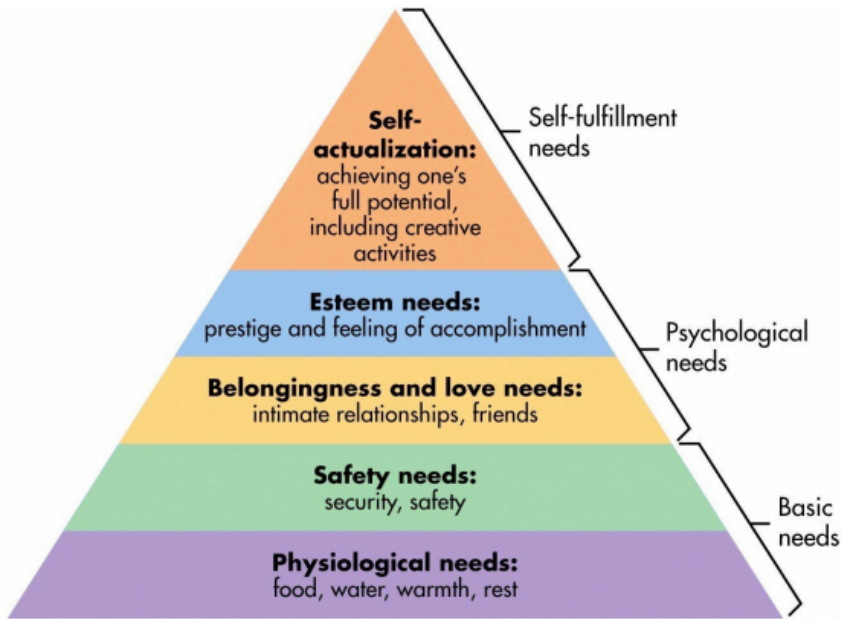 Self-
actualization:
achieving one's
full potential,
including creative
activities
Self-fulfillment
needs
Esteem needs:
prestige and feeling of accomplishment
Psychological
needs
Belongingness and love needs:
intimate relationships, friends
Safety needs:
security, safety
Basic
needs
Physiological needs:
food, water, warmth, rest